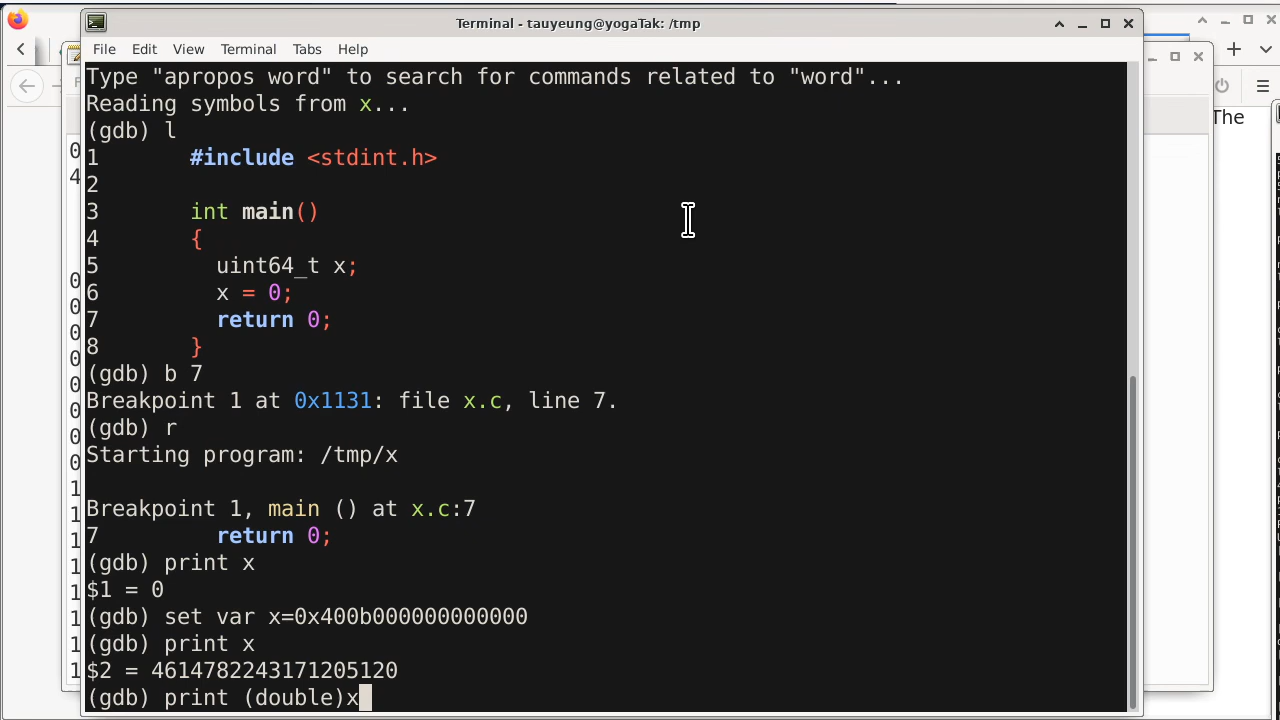 Terminal - tauyeung@yogaTak: /tmp
File Edit View Terminal Tabs Help
Type "apropos word" to search for commands related to "word"...
Reading symbols from x...
(gdb) l
1 #include <stdint.h>
2
3 int main()
4 {
5 uint64_t x;
6 x = 0;
7 return 0;
8 }
(gdb) b 7
Breakpoint 1 at 0x1131: file x.c, line 7.
(gdb) r
Starting program: /tmp/x
Breakpoint 1, main () at x.c:7
7 return 0;
(gdb) print x
$1 = 0
(gdb) set var x=0x400b000000000000
(gdb) print x
$2 = 4614782243171205120
(gdb) print (double)x
The